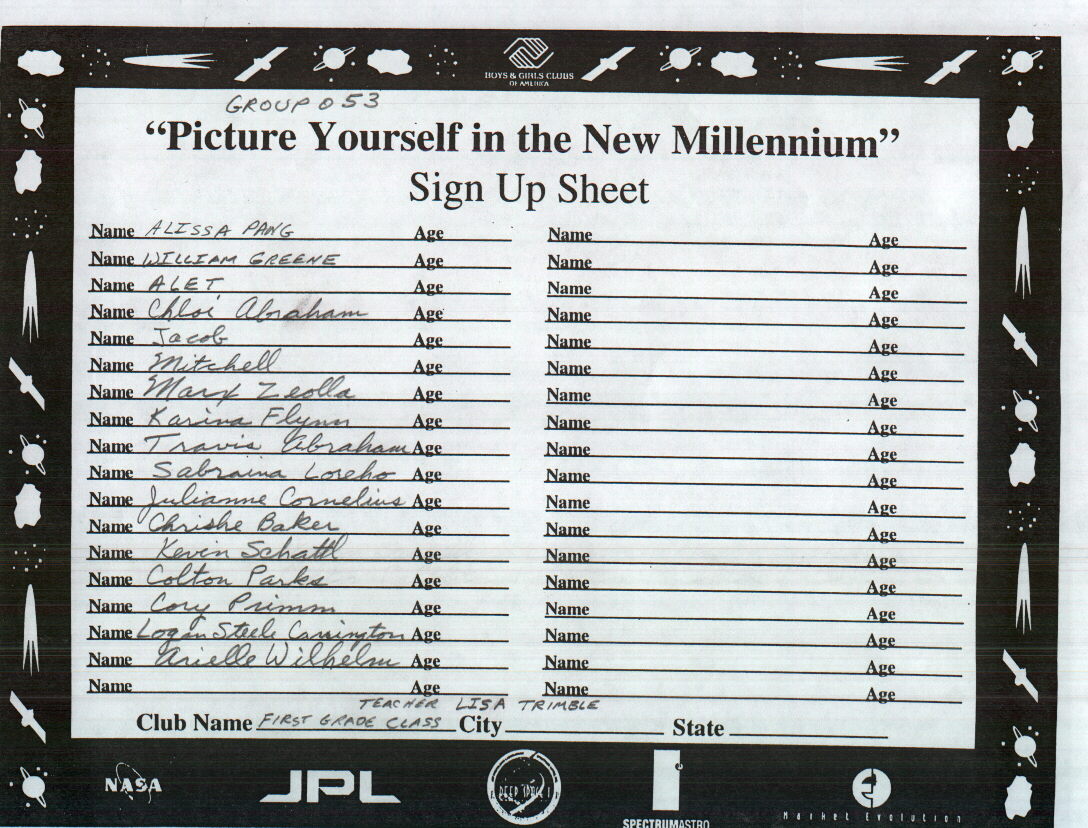 BOYS & GIRLS CLUBS
OF AMERICA
GROUP 053
“Picture Yourself in the New Millennium”
Sign Up Sheet
Name ALISSA PANG Age Name Age
Name WILLIAM GREENE Age Name Age
Name ALET Age Name Age
Name Chloi Abraham Age Name Age
Name Jacob Age Name Age
Name Mitchell Age Name Age
Name Marx Zeolla Age Name Age
Name Karina Flynn Age Name Age
Name Travis Abraham Age Name Age
Name Sabraina Loreho Age Name Age
Name Julianne Cornelius Age Name Age
Name Chrishe Baker Age Name Age
Name Kevin Schattl Age Name Age
Name Colton Parks Age Name Age
Name Cory Primm Age Name Age
Name Logan Steele Carrington Age Name Age
Name Arielle Wilhelm Age Name Age
Name Age Name Age
TEACHER LISA TRIMBLE
Club Name FIRST GRADE CLASS City State
NASA JPL DEEP SPACE 1 SPECTRUMASTRO Market Evolution